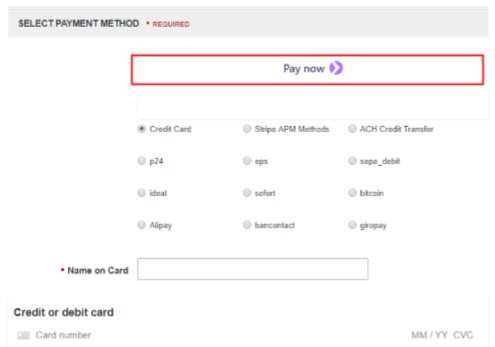 SELECT PAYMENT METHOD • REQUIRED
Pay now
Credit Card Stripe APM Methods ACH Credit Transfer
p24 eps sepa_debit
ideal sofort bitcoin
Alipay bancontact giropay
• Name on Card
Credit or debit card
Card number MM / YY CVC